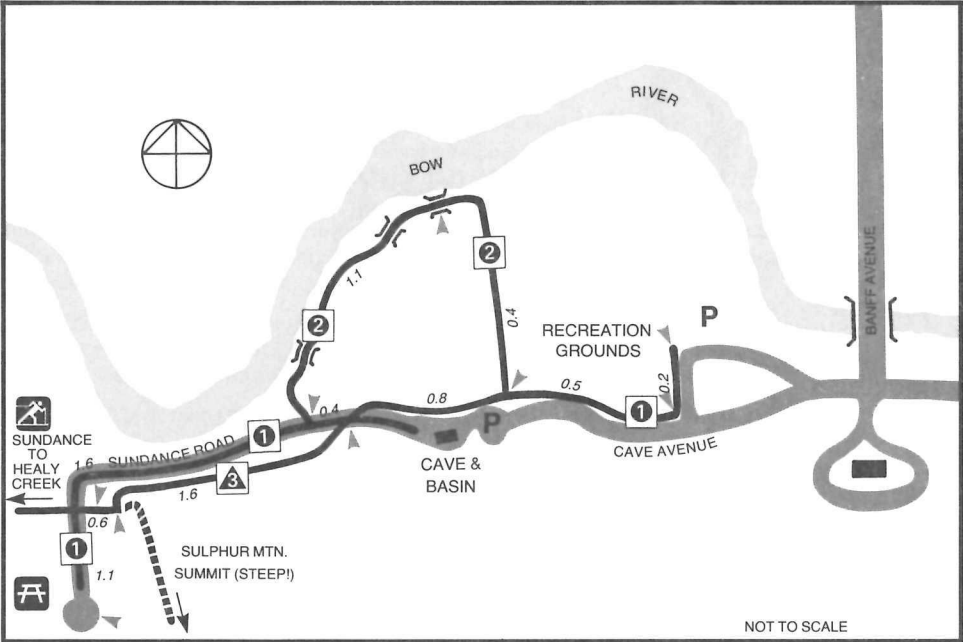 RIVER
BOW
BANFF AVENUE
2
1.1
2
0.4
RECREATION
GROUNDS
P
0.2
0.5
0.8
1
0.4
P
CAVE AVENUE
1
SUNDANCE ROAD
CAVE &
BASIN
SUNDANCE
TO
HEALY
CREEK
1.6
3
1.6
0.6
1
1.1
SULPHUR MTN.
SUMMIT (STEEP!)
NOT TO SCALE